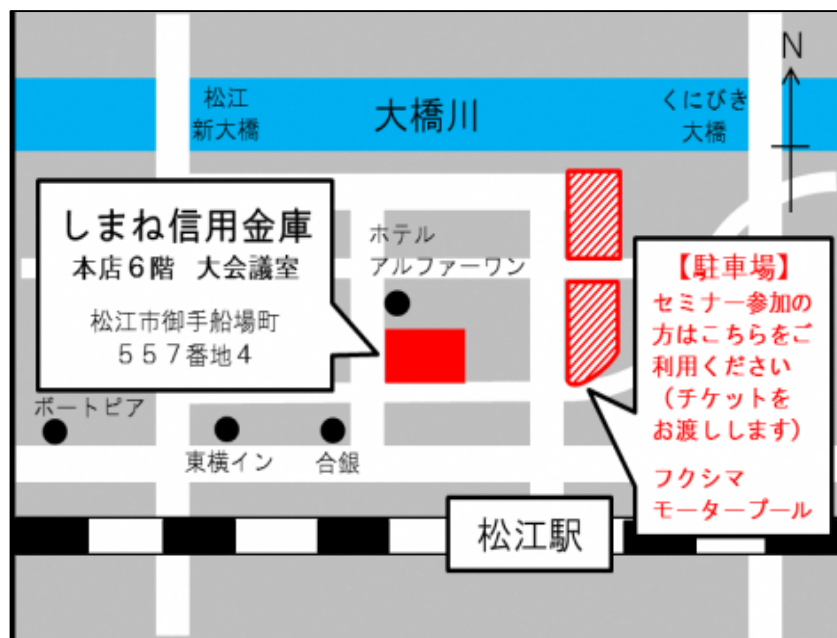 N
松江
新大橋
大橋川
くにびき
大橋
しまね信用金庫
本店６階　大会議室
松江市御手船場町
５５７番地４
ホテル
アルファーワン
【駐車場】
セミナー参加の
方はこちらをご
利用ください
（チケットを
お渡しします）
フクシマ
モータープール
ボートピア
東横イン
合銀
松江駅